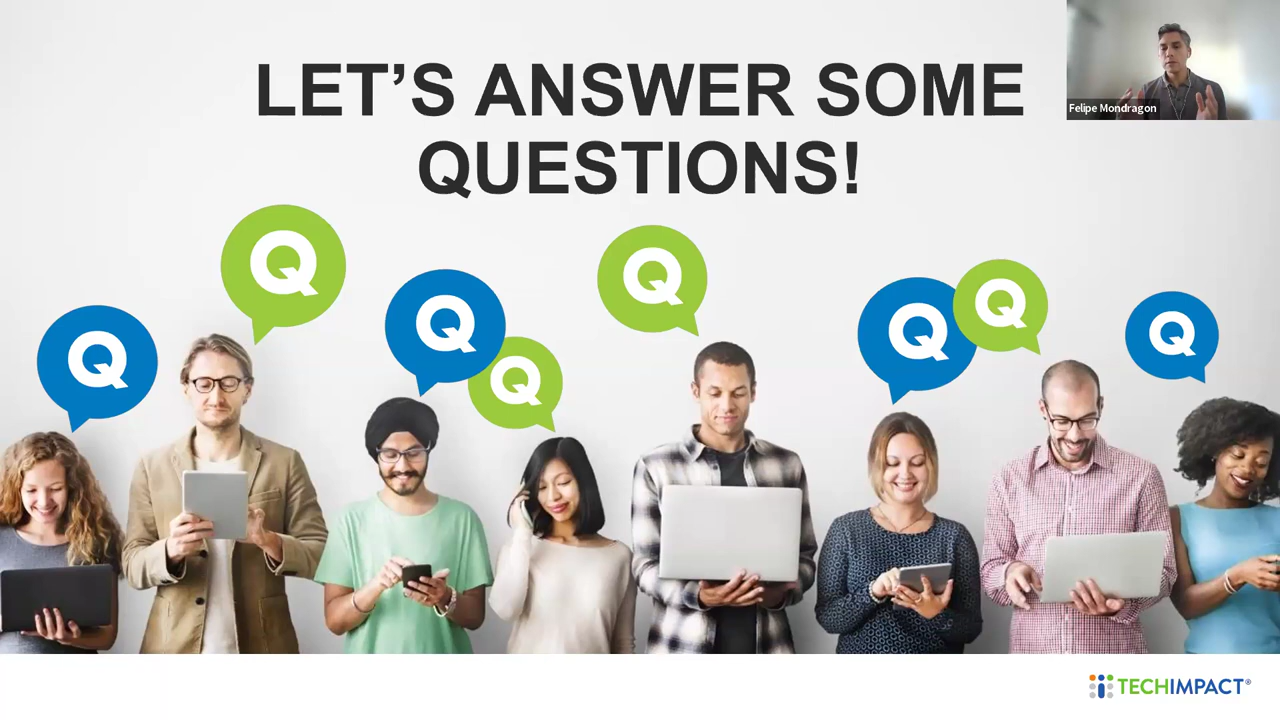 LET’S ANSWER SOME
QUESTIONS!
Felipe Mondragon
Q
Q
Q
Q
Q
Q
Q
Q
TECHIMPACT®